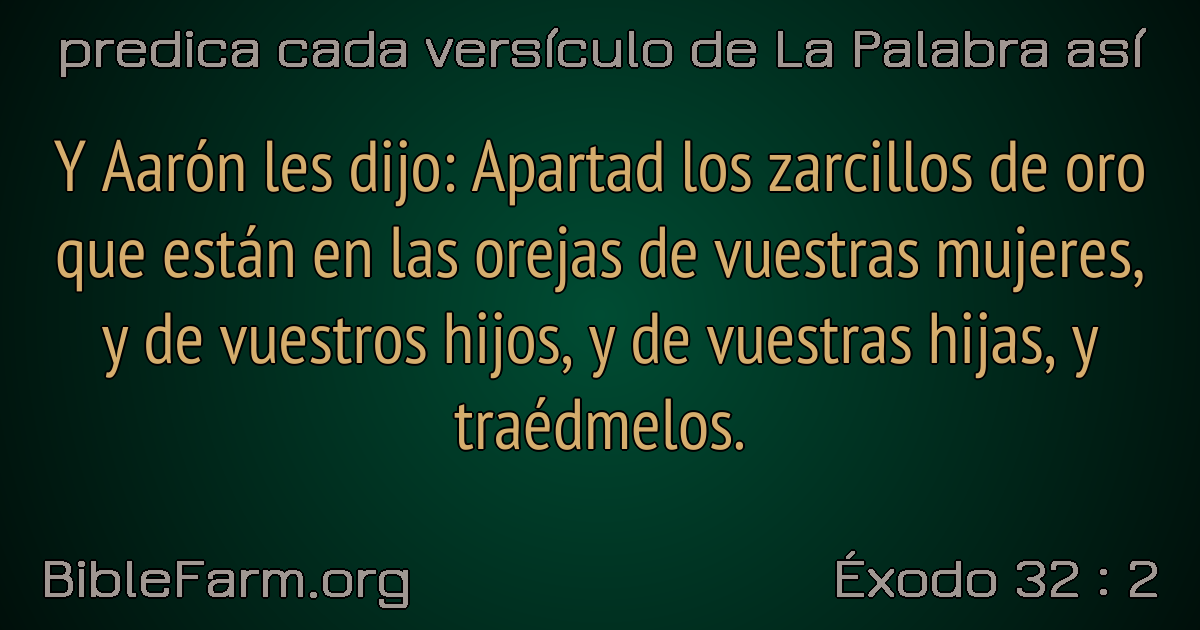 predica cada versículo de La Palabra así
Y Aarón les dijo: Apartad los zarcillos de oro
que están en las orejas de vuestras mujeres,
y de vuestros hijos, y de vuestras hijas, y
traédmelos.
BibleFarm.org
Éxodo 32 : 2